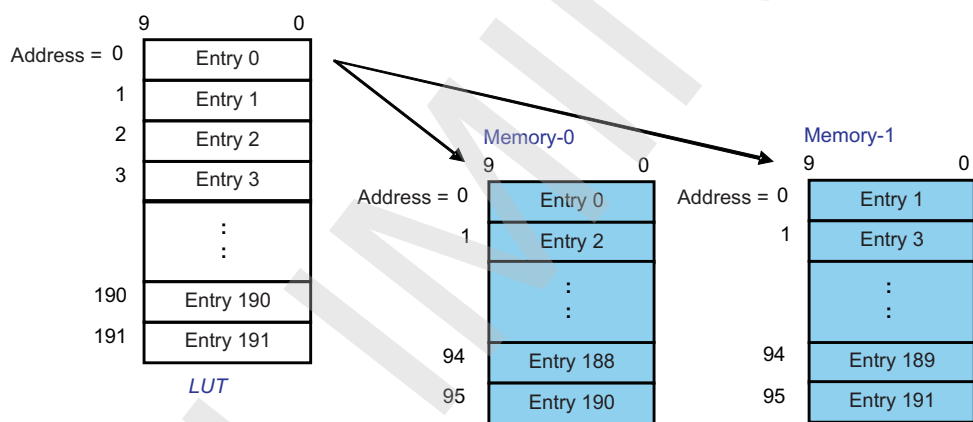 9 0
Address = 0 Entry 0
1 Entry 1
2 Entry 2
3 Entry 3
:
:
190 Entry 190
191 Entry 191
LUT
Memory-0
9 0
Address = 0 Entry 0
1 Entry 2
:
:
94 Entry 188
95 Entry 190
Memory-1
9 0
Address = 0 Entry 1
1 Entry 3
:
:
94 Entry 189
95 Entry 191